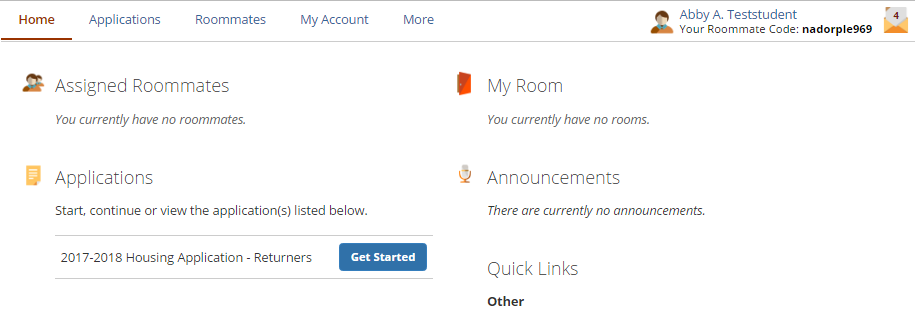 Home Applications Roommates My Account More
Abby A. Teststudent
Your Roommate Code: nadorple969
4
Assigned Roommates
You currently have no roommates.
My Room
You currently have no rooms.
Applications
Start, continue or view the application(s) listed below.
2017-2018 Housing Application - Returners Get Started
Announcements
There are currently no announcements.
Quick Links
Other